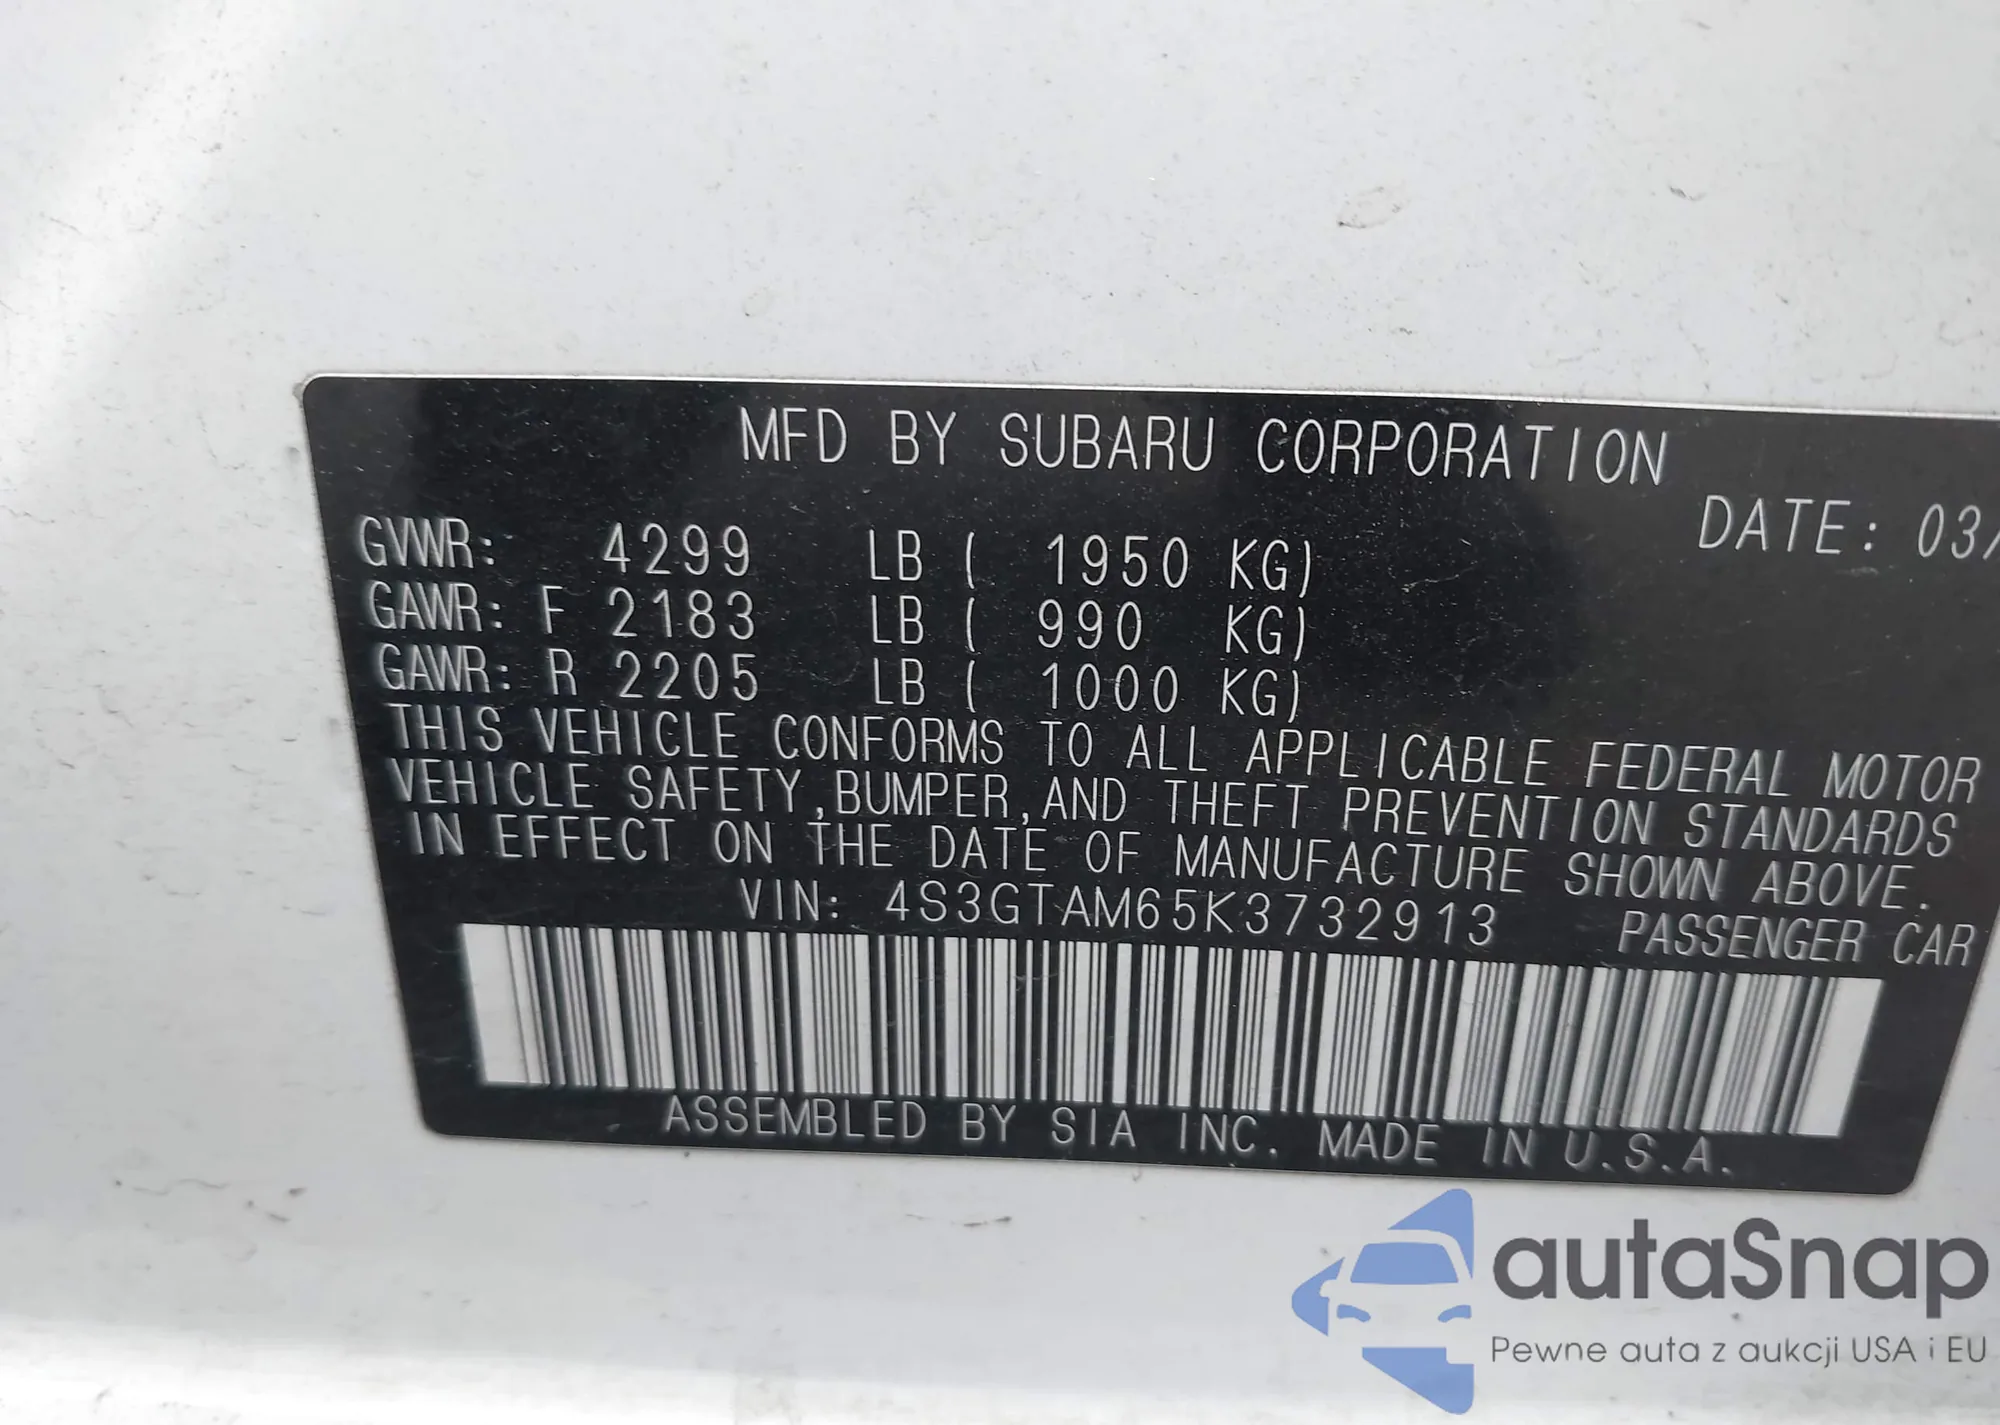 MFD BY SUBARU CORPORATION
DATE: 03/
GVWR: 4299 LB ( 1950 KG)
GAWR: F 2183 LB ( 990 KG)
GAWR: R 2205 LB ( 1000 KG)
THIS VEHICLE CONFORMS TO ALL APPLICABLE FEDERAL MOTOR
VEHICLE SAFETY,BUMPER,AND THEFT PREVENTION STANDARDS
IN EFFECT ON THE DATE OF MANUFACTURE SHOWN ABOVE.
VIN: 4S3GTAM65K3732913 PASSENGER CAR
ASSEMBLED BY SIA INC. MADE IN U.S.A.
autaSnap
Pewne auta z aukcji USA i EU